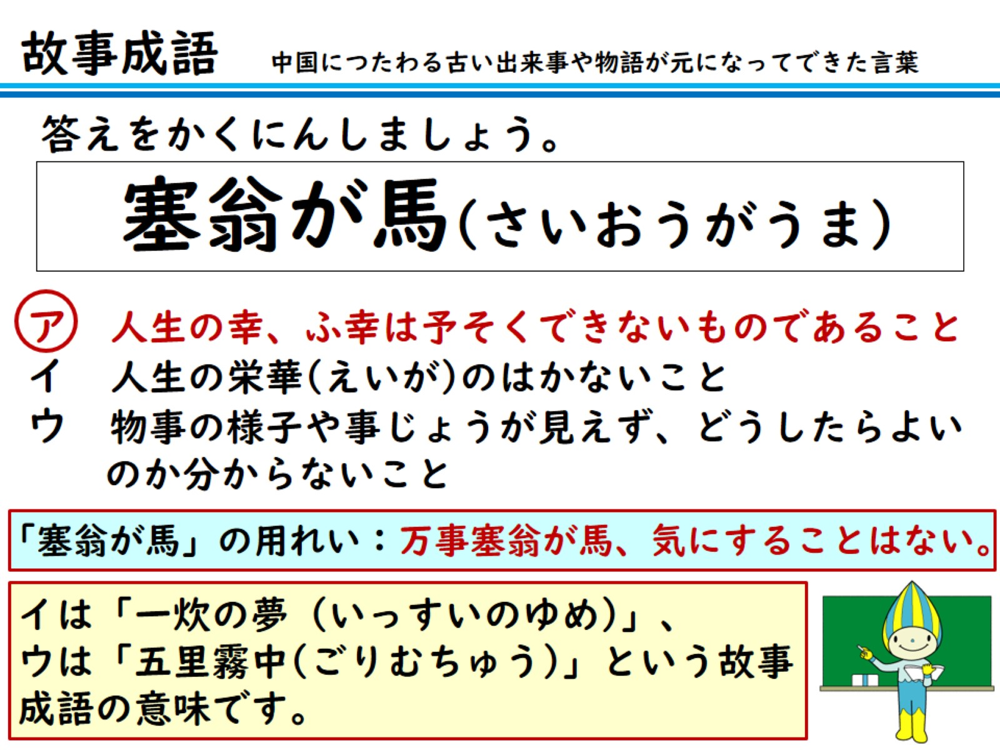 故事成語 中国につたわる古い出来事や物語が元になってできた言葉
答えをかくにんしましょう。
塞翁が馬(さいおうがうま)
ア 人生の幸、ふ幸は予そくできないものであること
イ 人生の栄華(えいが)のはかないこと
ウ 物事の様子や事じょうが見えず、どうしたらよい
のか分からないこと
「塞翁が馬」の用れい：万事塞翁が馬、気にすることはない。
イは「一炊の夢（いっすいのゆめ)」、
ウは「五里霧中(ごりむちゅう)」という故事
成語の意味です。